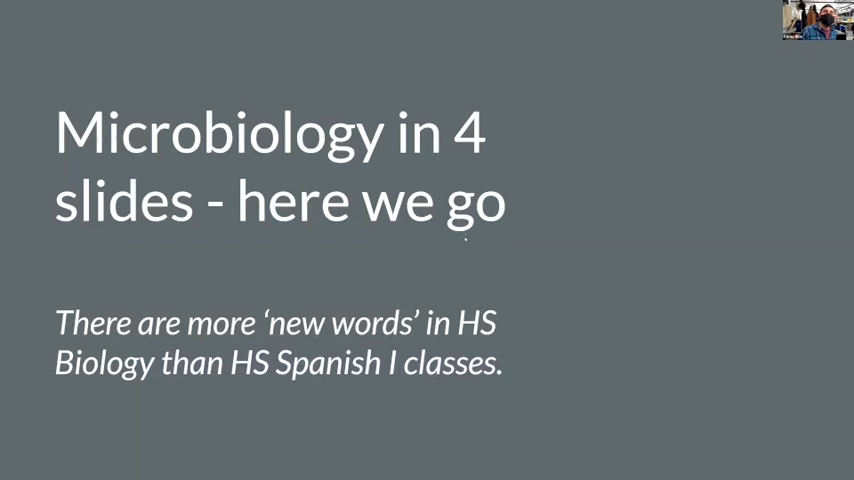 Microbiology in 4
slides - here we go
There are more ‘new words’ in HS
Biology than HS Spanish I classes.